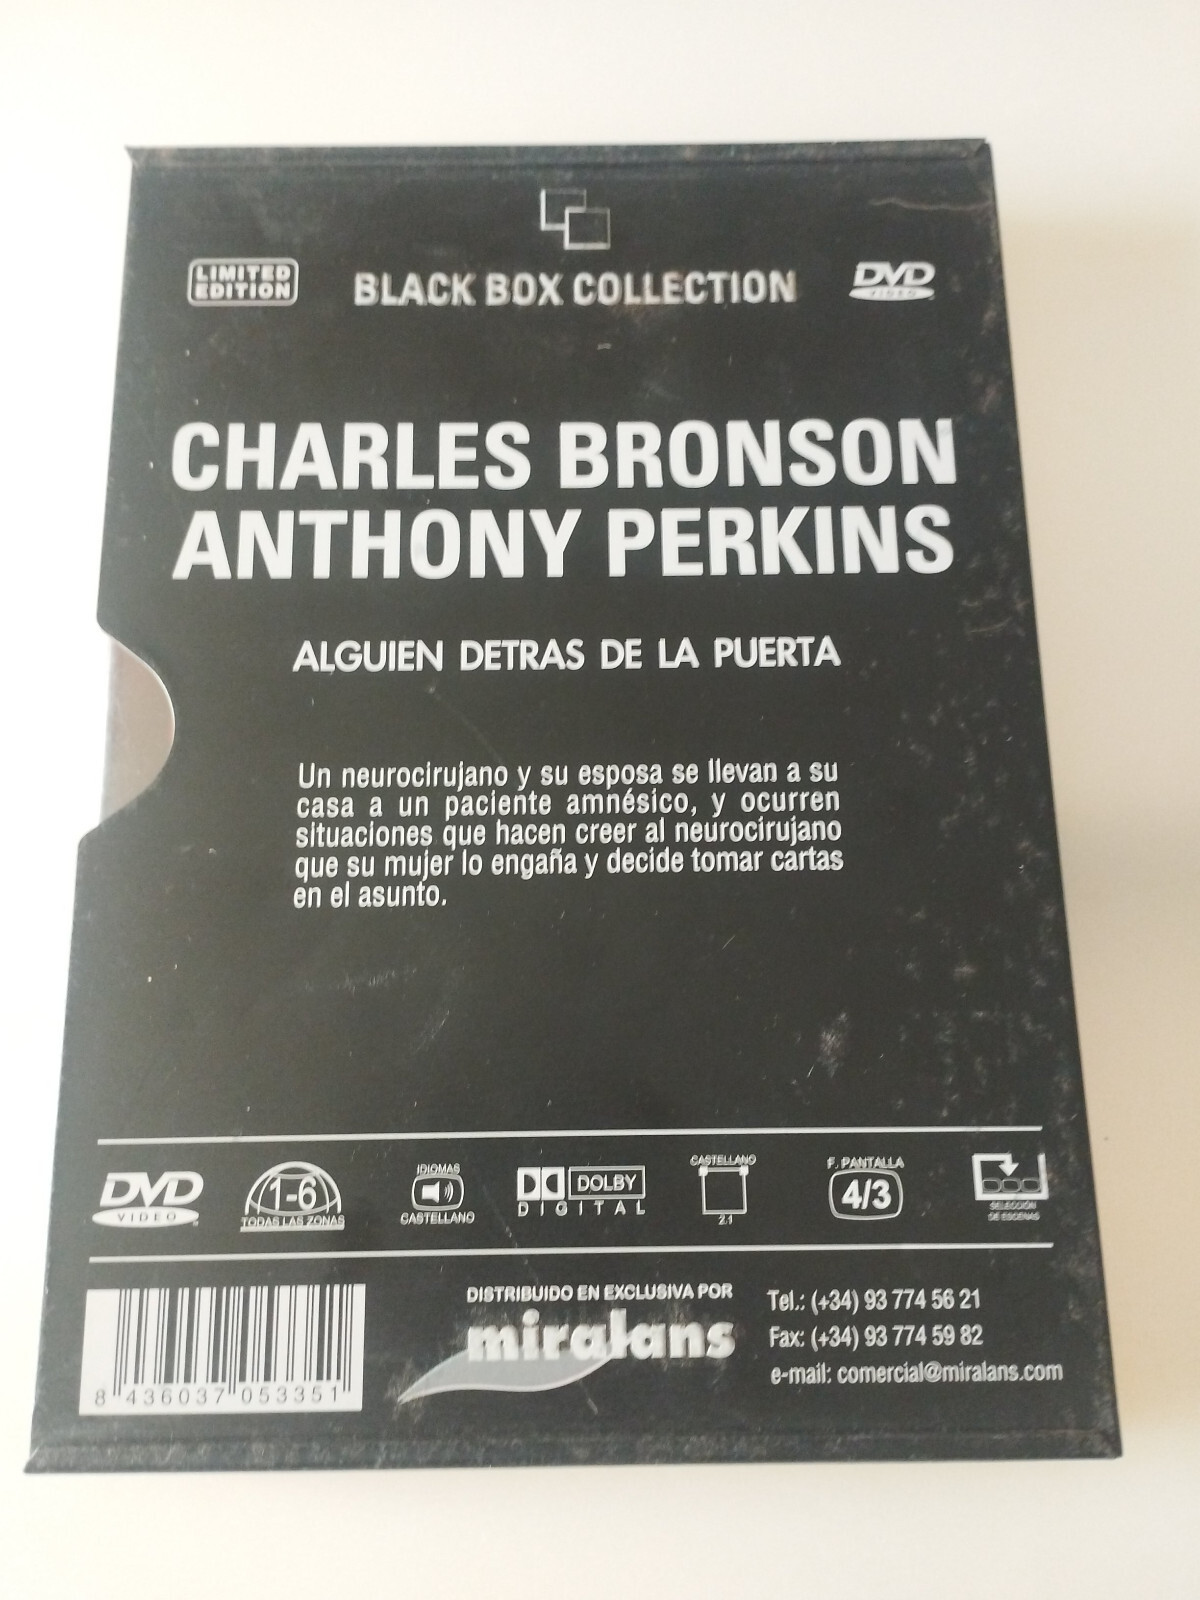 LIMITED
EDITION
BLACK BOX COLLECTION
DVD
VIDEO
CHARLES BRONSON
ANTHONY PERKINS
ALGUIEN DETRAS DE LA PUERTA
Un neurocirujano y su esposa se llevan a su
casa a un paciente amnésico, y ocurren
situaciones que hacen creer al neurocirujano
que su mujer lo engaña y decide tomar cartas
en el asunto.
DVD
VIDEO
1-6
TODAS LAS ZONAS
IDIOMAS
CASTELLANO
DOLBY
DIGITAL
CASTELLANO
2.1
F. PANTALLA
4/3
SELECCIÓN
DE ESCENAS
8 436037 053351
DISTRIBUIDO EN EXCLUSIVA POR
miralans
Tel.: (+34) 93 774 56 21
Fax: (+34) 93 774 59 82
e-mail: comercial@miralans.com